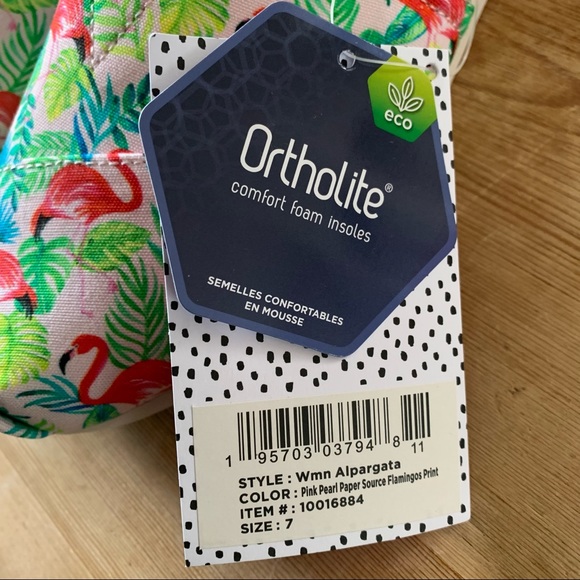 eco
Ortholite®
comfort foam insoles
SEMELLES CONFORTABLES
EN MOUSSE
1 95703 03794 8 11
STYLE : Wmn Alpargata
COLOR : Pink Pearl Paper Source Flamingos Print
ITEM # : 10016884
SIZE : 7